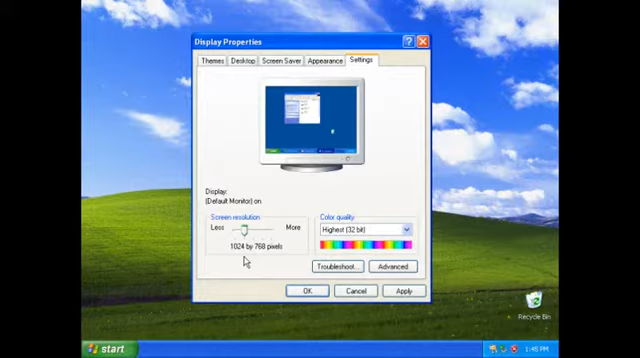 Display Properties
Themes Desktop Screen Saver Appearance Settings
Display:
(Default Monitor) on
Screen resolution
Less More
1024 by 768 pixels
Color quality
Highest (32 bit)
Troubleshoot... Advanced
OK Cancel Apply
Recycle Bin
start 1:45 PM